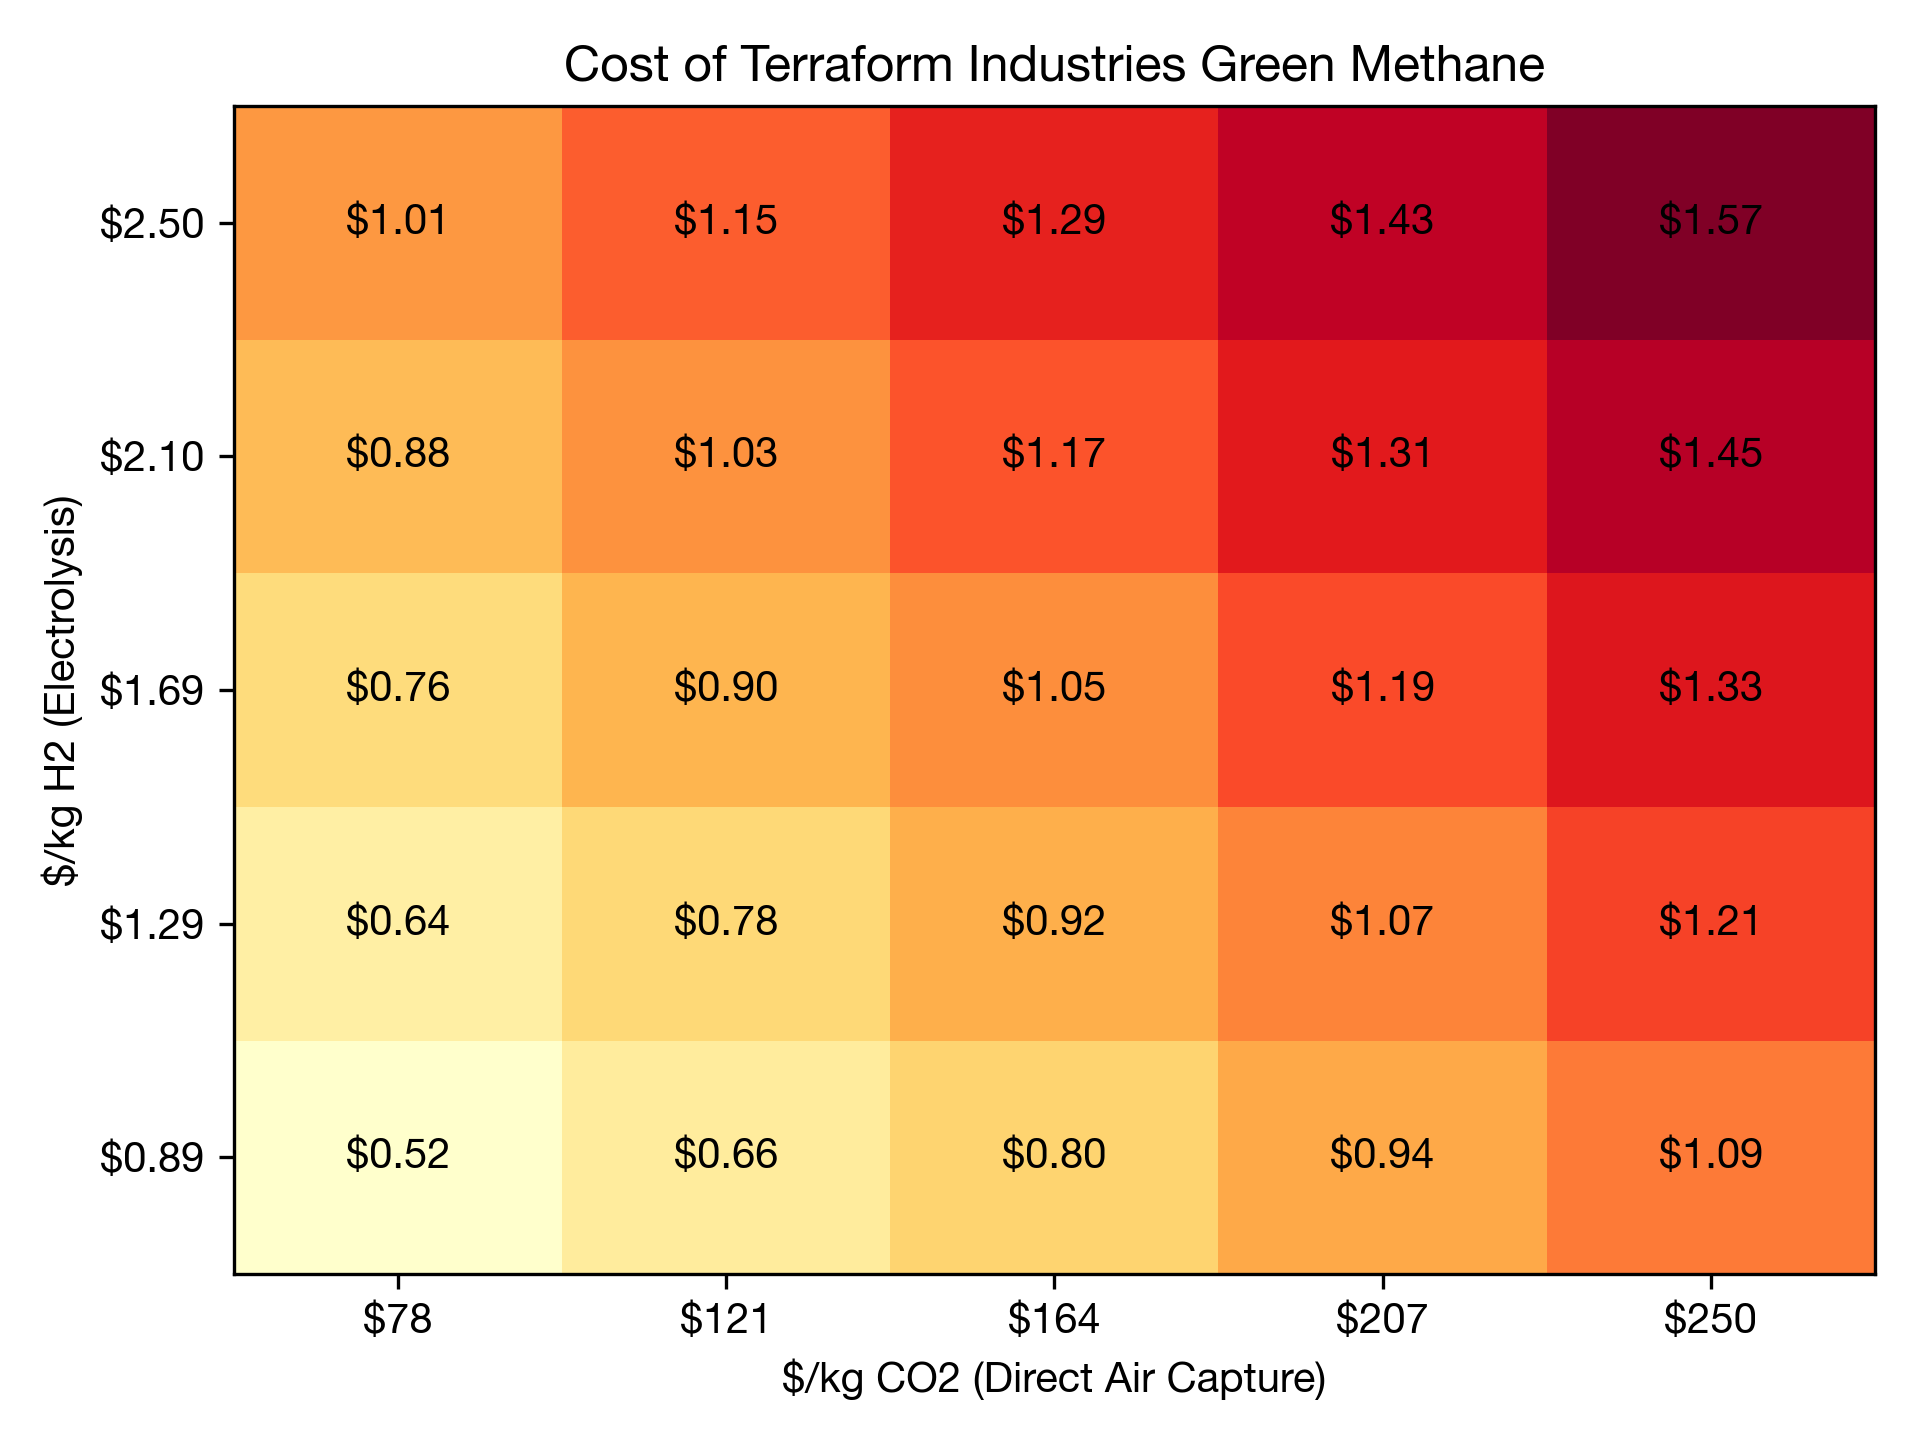 Cost of Terraform Industries Green Methane
$/kg H2 (Electrolysis)
$2.50 $1.01 $1.15 $1.29 $1.43 $1.57
$2.10 $0.88 $1.03 $1.17 $1.31 $1.45
$1.69 $0.76 $0.90 $1.05 $1.19 $1.33
$1.29 $0.64 $0.78 $0.92 $1.07 $1.21
$0.89 $0.52 $0.66 $0.80 $0.94 $1.09
$78 $121 $164 $207 $250
$/kg CO2 (Direct Air Capture)